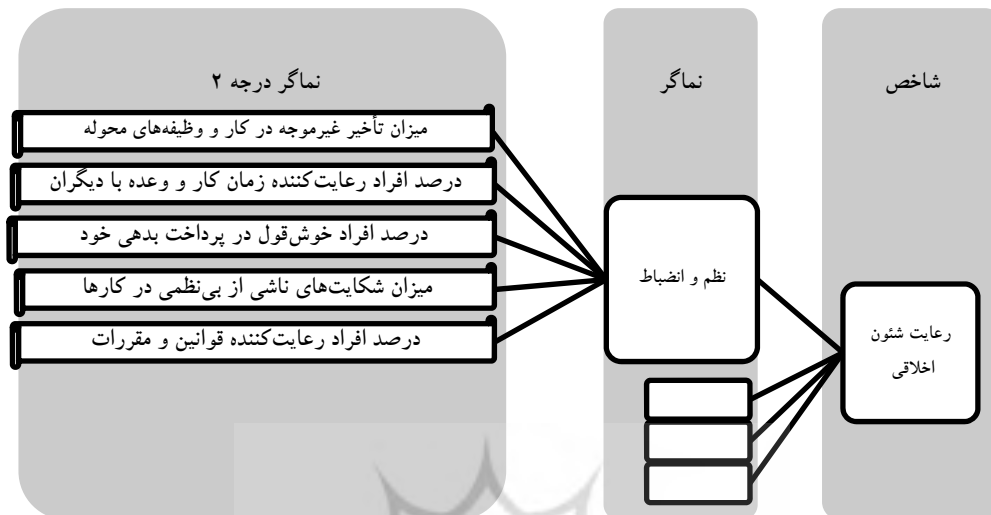 شاخص
نماگر
نماگر درجه ۲
رعایت شئون
اخلاقی
نظم و انضباط
میزان تأخیر غیرموجه در کار و وظیفه‌های محوله
درصد افراد رعایت‌کننده زمان کار و وعده با دیگران
درصد افراد خوش‌قول در پرداخت بدهی خود
میزان شکایت‌های ناشی از بی‌نظمی در کارها
درصد افراد رعایت‌کننده قوانین و مقررات